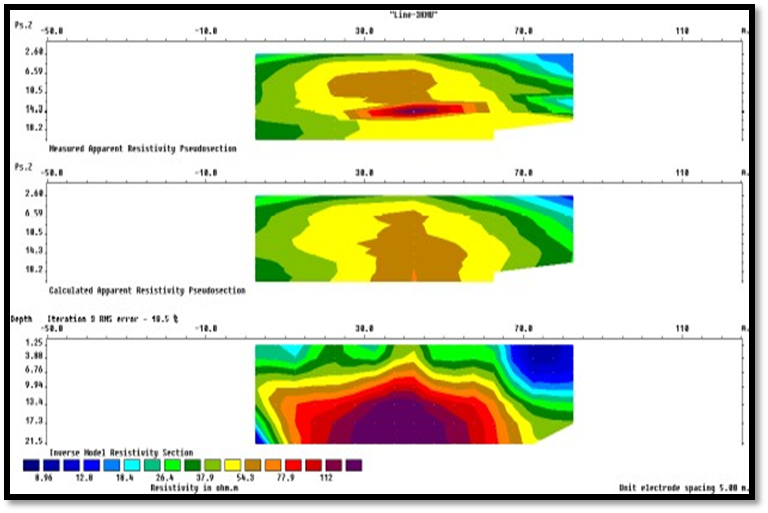 "Line-3KHU"
Ps.Z -50.0 -10.0 30.0 70.0 110 m.
2.60
6.59
10.5
14.3
18.2
Measured Apparent Resistivity Pseudosection
Ps.Z -50.0 -10.0 30.0 70.0 110 m.
2.60
6.59
10.5
14.3
18.2
Calculated Apparent Resistivity Pseudosection
Depth Iteration 9 RMS error - 10.5 %
-50.0 -10.0 30.0 70.0 110 m.
1.25
3.88
6.76
9.94
13.4
17.3
21.5
Inverse Model Resistivity Section
8.96 12.8 18.4 26.4 37.9 54.3 77.9 112
Resistivity in ohm.m
Unit electrode spacing 5.00 m.